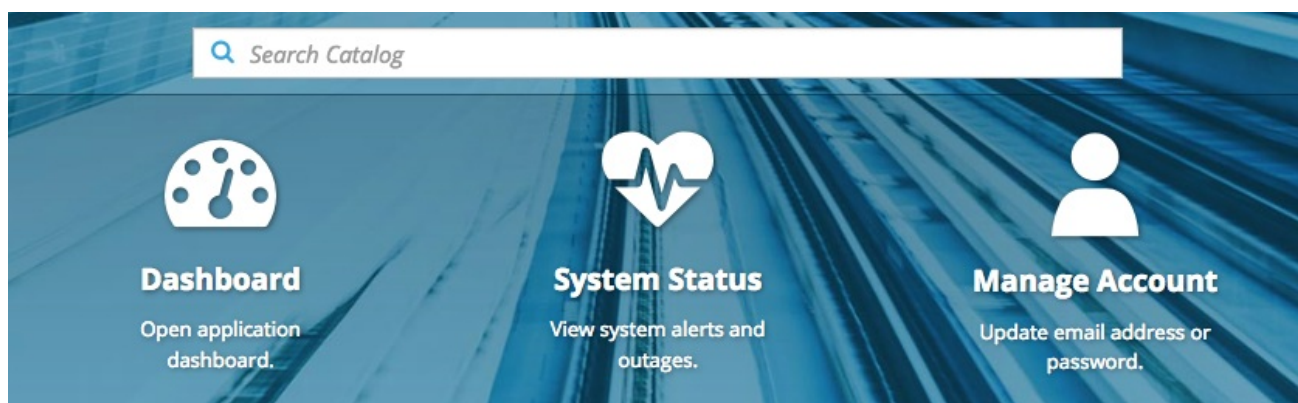 Search Catalog
Dashboard
Open application
dashboard.
System Status
View system alerts and
outages.
Manage Account
Update email address or
password.